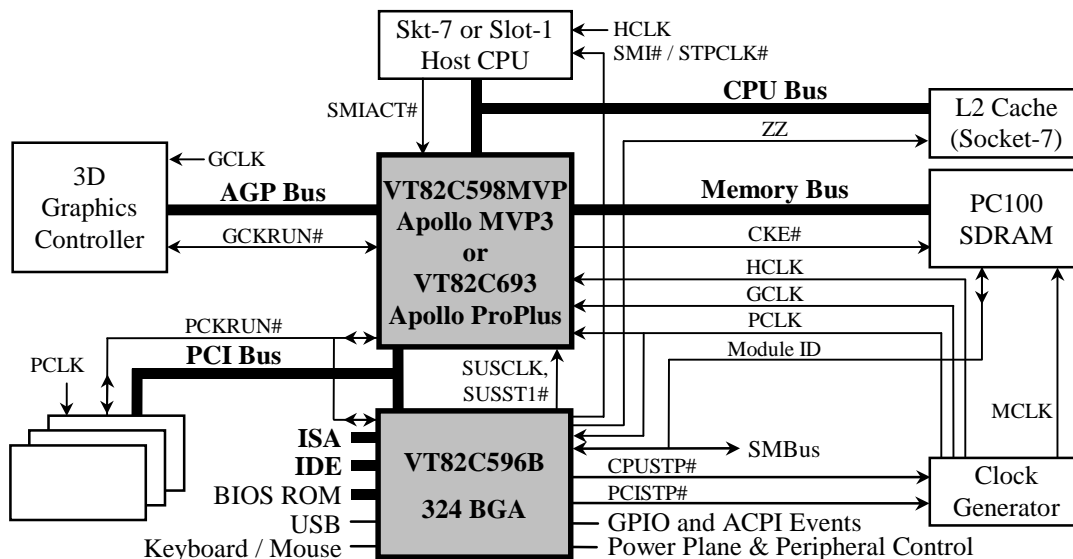 Skt-7 or Slot-1
Host CPU
HCLK
SMI# / STPCLK#
SMIACT#
CPU Bus
ZZ
L2 Cache
(Socket-7)
3D
Graphics
Controller
GCLK
AGP Bus
GCKRUN#
VT82C598MVP
Apollo MVP3
or
VT82C693
Apollo ProPlus
Memory Bus
CKE#
PC100
SDRAM
HCLK
GCLK
PCLK
Module ID
MCLK
PCKRUN#
PCI Bus
PCLK
SUSCLK,
SUSST1#
ISA
IDE
BIOS ROM
USB
Keyboard / Mouse
VT82C596B
324 BGA
SMBus
CPUSTP#
PCISTP#
Clock
Generator
GPIO and ACPI Events
Power Plane & Peripheral Control